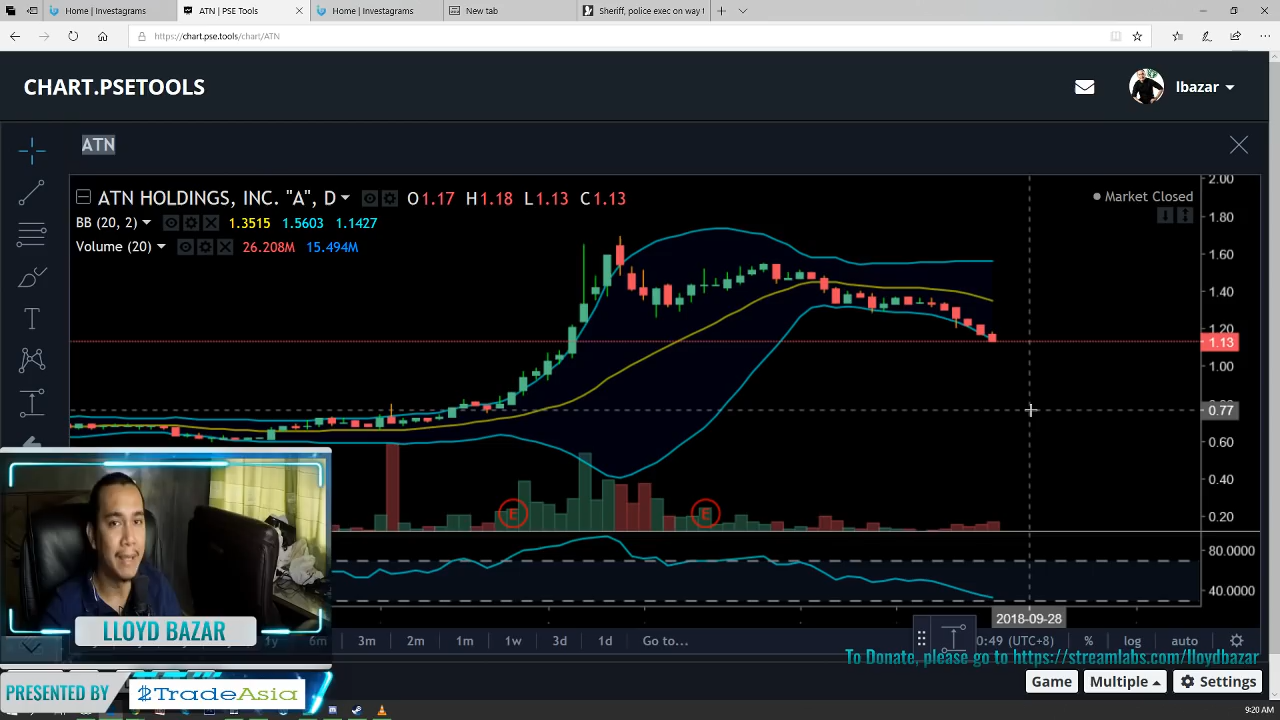 Home | Investagrams
ATN | PSE Tools
Home | Investagrams
New tab
Sheriff, police exec on way t
https://chart.pse.tools/chart/ATN
CHART.PSETOOLS
lbazar
ATN
ATN HOLDINGS, INC. "A", D
O1.17 H1.18 L1.13 C1.13
Market Closed
BB (20, 2)
1.3515 1.5603 1.1427
Volume (20)
26.208M 15.494M
2.00
1.80
1.60
1.40
1.20
1.13
1.00
0.77
0.60
0.40
0.20
80.0000
40.0000
E
E
2018-09-28
LLOYD BAZAR
1y
6m
3m
2m
1m
1w
3d
1d
Go to...
0:49 (UTC+8)
%
log
auto
To Donate, please go to https://streamlabs.com/lloydbazar
PRESENTED BY
$TradeAsia
Game
Multiple
Settings
9:20 AM